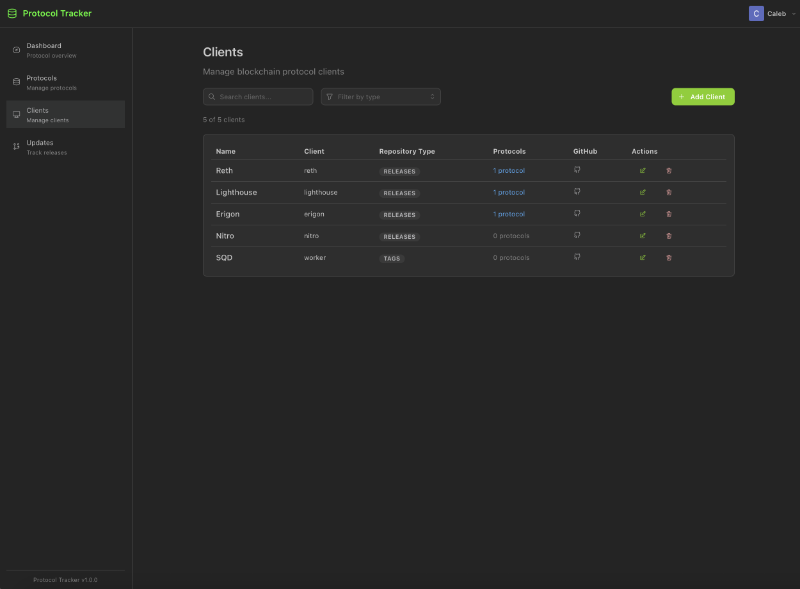 Protocol Tracker
C Caleb
Dashboard
Protocol overview
Protocols
Manage protocols
Clients
Manage clients
Updates
Track releases
Clients
Manage blockchain protocol clients
Search clients...
Filter by type
+ Add Client
5 of 5 clients
Name Client Repository Type Protocols GitHub Actions
Reth reth RELEASES 1 protocol
Lighthouse lighthouse RELEASES 1 protocol
Erigon erigon RELEASES 1 protocol
Nitro nitro RELEASES 0 protocols
SQD worker TAGS 0 protocols
Protocol Tracker v1.0.0